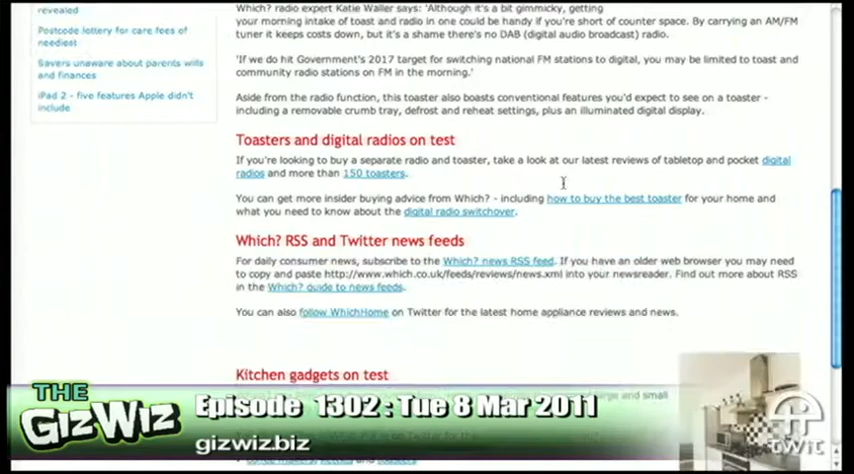 revealed
Postcode lottery for care fees of
neediest
Savers unaware about parents wills
and finances
iPad 2 - five features Apple didn't
include
Which? radio expert Katie Waller says: 'Although it's a bit gimmicky, getting
your morning intake of toast and radio in one could be handy if you're short of counter space. By carrying an AM/FM
tuner it keeps costs down, but it's a shame there's no DAB (digital audio broadcast) radio.
'If we do hit Government's 2017 target for switching national FM stations to digital, you may be limited to toast and
community radio stations on FM in the morning.'
Aside from the radio function, this toaster also boasts conventional features you'd expect to see on a toaster -
including a removable crumb tray, defrost and reheat settings, plus an illuminated digital display.
Toasters and digital radios on test
If you're looking to buy a separate radio and toaster, take a look at our latest reviews of tabletop and pocket digital
radios and more than 150 toasters.
You can get more insider buying advice from Which? - including how to buy the best toaster for your home and
what you need to know about the digital radio switchover.
Which? RSS and Twitter news feeds
For daily consumer news, subscribe to the Which? news RSS feed. If you have an older web browser you may need
to copy and paste http://www.which.co.uk/feeds/reviews/news.xml into your newsreader. Find out more about RSS
in the Which? guide to news feeds.
You can also follow WhichHome on Twitter for the latest home appliance reviews and news.
Kitchen gadgets on test
and small
THE
GIZWIZ
Episode 1302 : Tue 8 Mar 2011
gizwiz.biz
twit